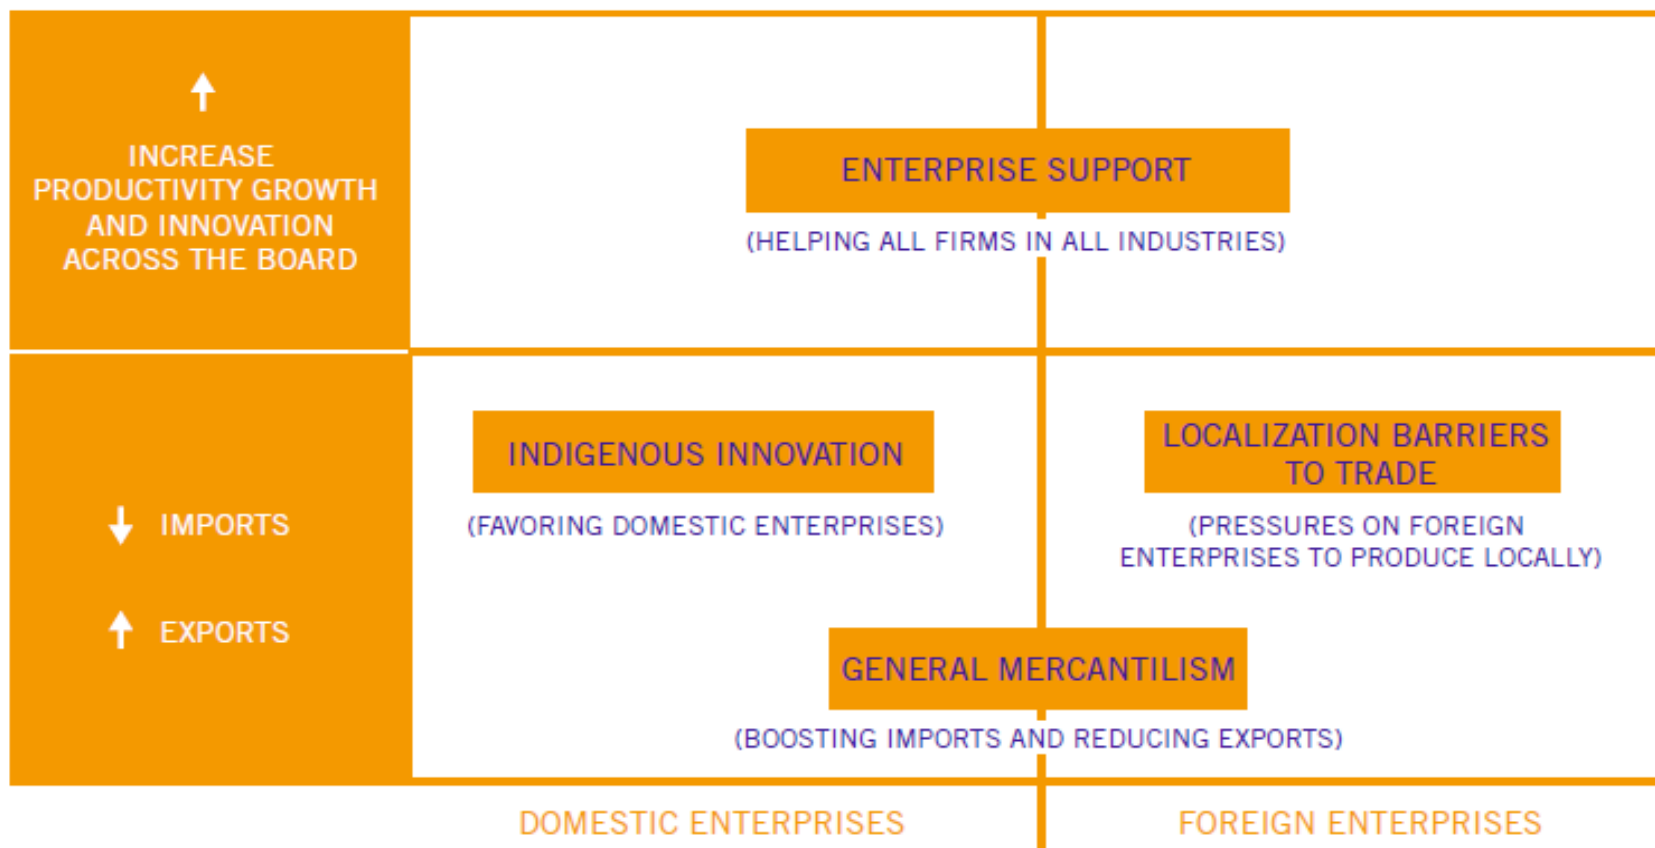 INCREASE
PRODUCTIVITY GROWTH
AND INNOVATION
ACROSS THE BOARD
ENTERPRISE SUPPORT
(HELPING ALL FIRMS IN ALL INDUSTRIES)
IMPORTS
EXPORTS
INDIGENOUS INNOVATION
(FAVORING DOMESTIC ENTERPRISES)
LOCALIZATION BARRIERS
TO TRADE
(PRESSURES ON FOREIGN
ENTERPRISES TO PRODUCE LOCALLY)
GENERAL MERCANTILISM
(BOOSTING IMPORTS AND REDUCING EXPORTS)
DOMESTIC ENTERPRISES
FOREIGN ENTERPRISES